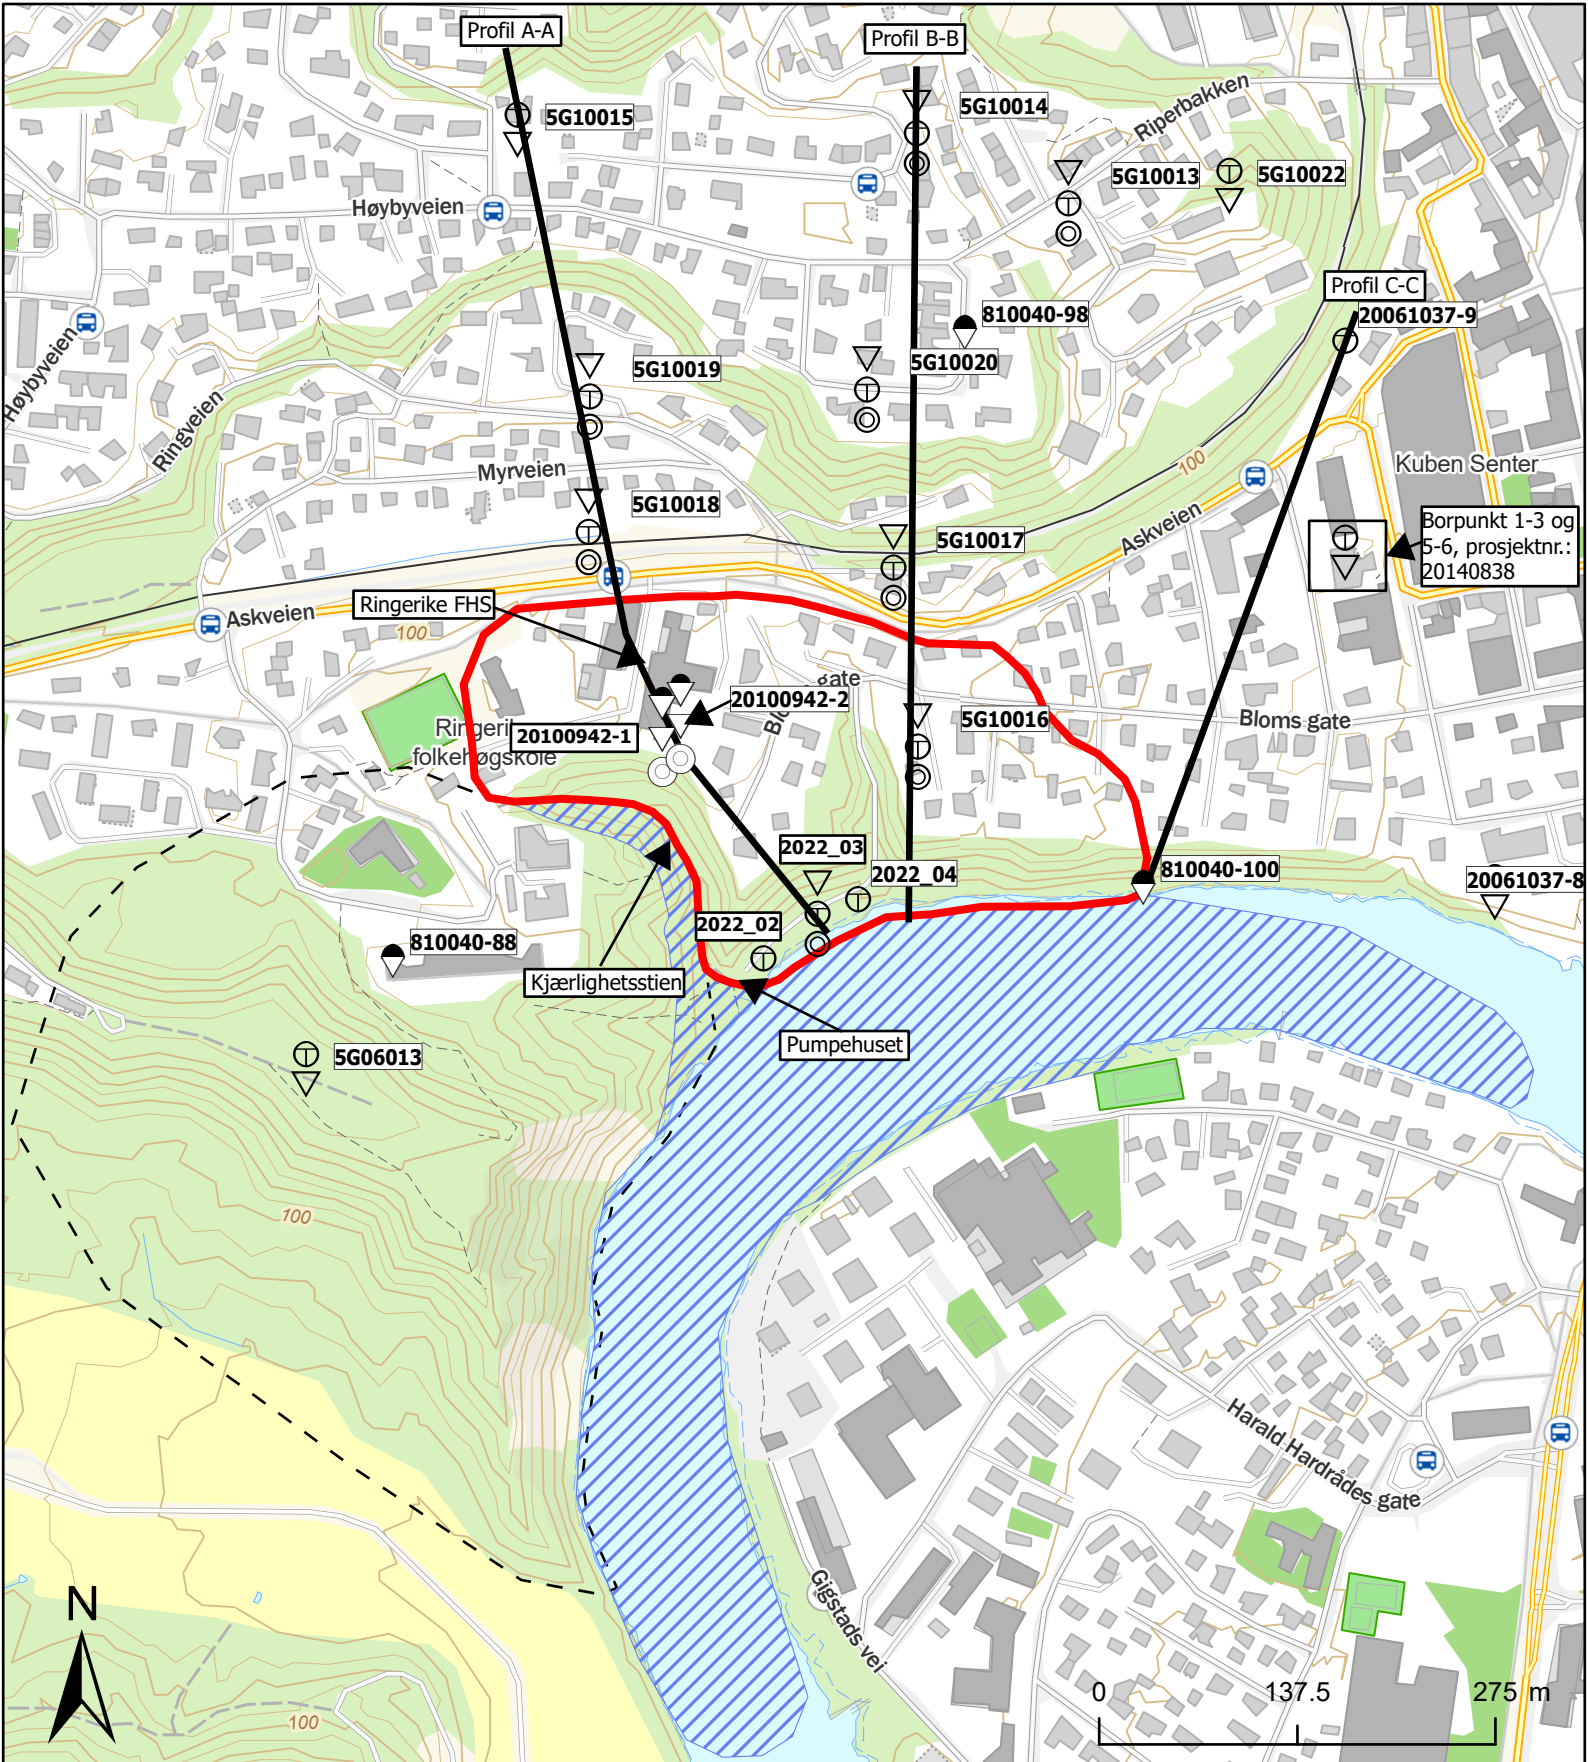 Profil A-A
Profil B-B
5G10015
5G10014
Riperbakken
5G10013
5G10022
Høybyveien
Profil C-C
20061037-9
810040-98
Høybyveien
5G10019
5G10020
Ringveien
Myrveien
100
Kuben Senter
5G10018
Askveien
5G10017
Borpunkt 1-3 og
5-6, prosjektnr.:
20140838
Ringerike FHS
Askveien
100
gate
20100942-2
Bloms gate
5G10016
20100942-1
folkehøgskole
2022_03
2022_04
810040-100
20061037-8
2022_02
810040-88
Kjærlighetsstien
Pumpehuset
5G06013
100
Harald Hardrådes gate
Gigstads vei
N
100
0
137.5
275 m